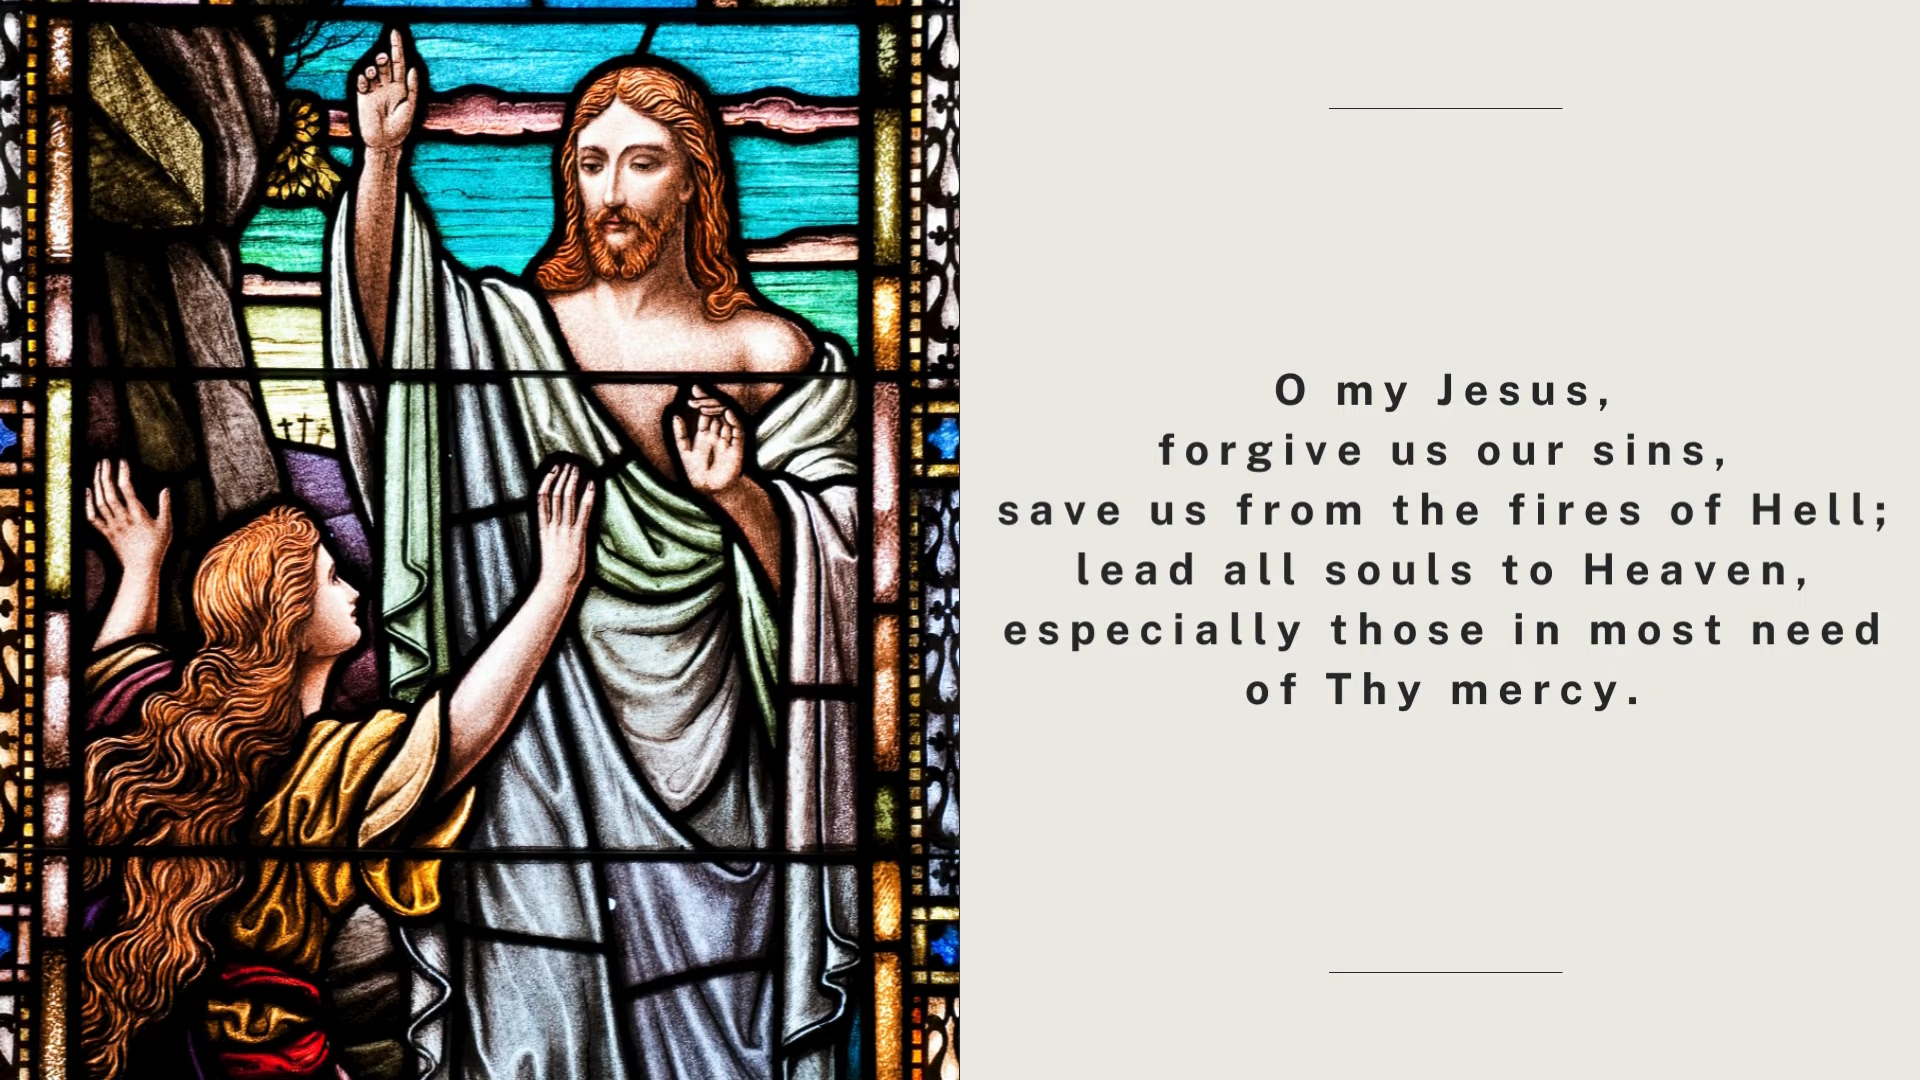 O my Jesus,
forgive us our sins,
save us from the fires of Hell;
lead all souls to Heaven,
especially those in most need
of Thy mercy.